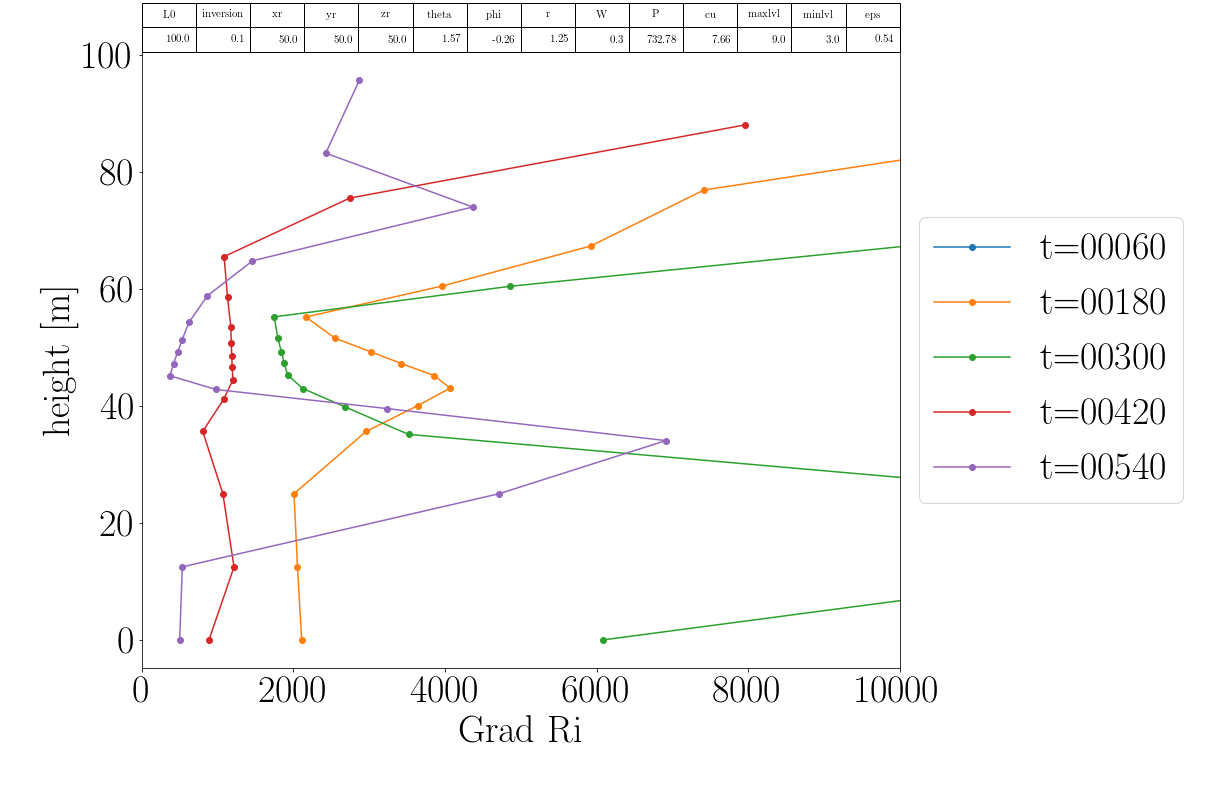 L0 inversion xr yr zr theta phi r W P cu maxlvl minlvl eps
100.0 0.1 50.0 50.0 50.0 1.57 -0.26 1.25 0.3 732.78 7.66 9.0 3.0 0.54
100
80
60
40
20
0
height [m]
0 2000 4000 6000 8000 10000
Grad Ri
t=00060
t=00180
t=00300
t=00420
t=00540